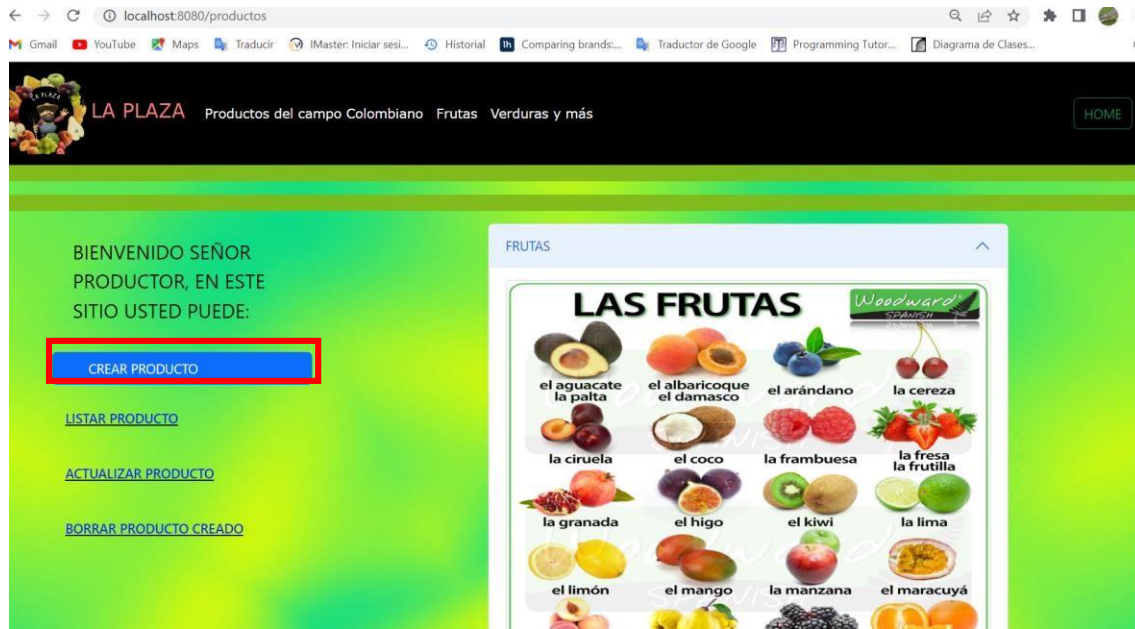 localhost:8080/productos
Gmail YouTube Maps Traducir IMaster: Iniciar sesi... Historial Comparing brands:... Traductor de Google Programming Tutor... Diagrama de Clases...
LA PLAZA
LA PLAZA Productos del campo Colombiano Frutas Verduras y más HOME
BIENVENIDO SEÑOR
PRODUCTOR, EN ESTE
SITIO USTED PUEDE:
CREAR PRODUCTO
LISTAR PRODUCTO
ACTUALIZAR PRODUCTO
BORRAR PRODUCTO CREADO
FRUTAS
LAS FRUTAS
Woodward
SPANISH
el aguacate
la palta
el albaricoque
el damasco
el arándano
la cereza
la ciruela
el coco
la frambuesa
la fresa
la frutilla
la granada
el higo
el kiwi
la lima
el limón
el mango
la manzana
el maracuyá